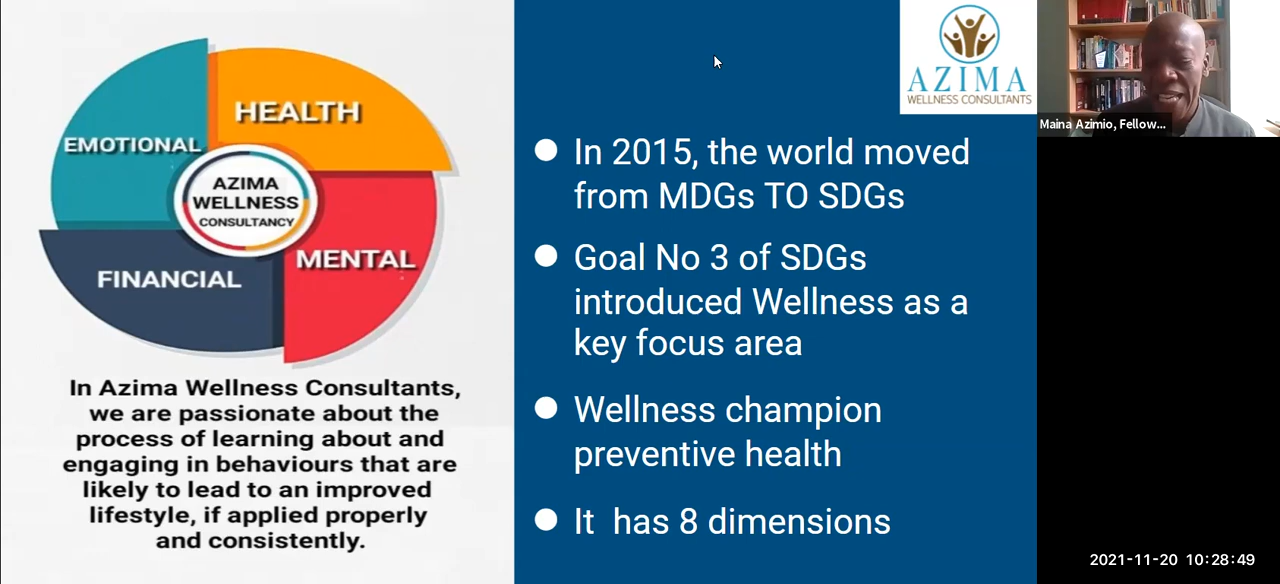 HEALTH
EMOTIONAL
AZIMA
WELLNESS
CONSULTANCY
MENTAL
FINANCIAL
In Azima Wellness Consultants,
we are passionate about the
process of learning about and
engaging in behaviours that are
likely to lead to an improved
lifestyle, if applied properly
and consistently.
AZIMA
WELLNESS CONSULTANTS
In 2015, the world moved
from MDGs TO SDGs
Goal No 3 of SDGs
introduced Wellness as a
key focus area
Wellness champion
preventive health
It has 8 dimensions
Maina Azimio, Fellow...
2021-11-20 10:28:49